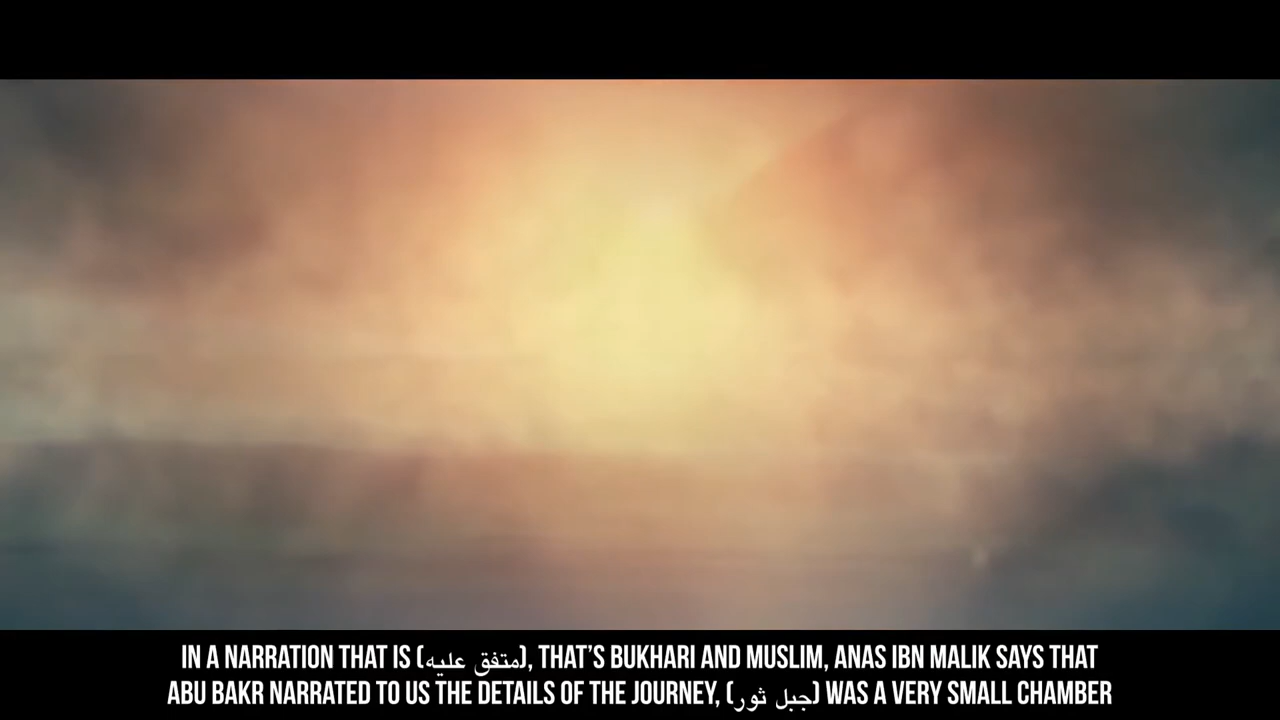 IN A NARRATION THAT IS (متفق عليه), THAT'S BUKHARI AND MUSLIM, ANAS IBN MALIK SAYS THAT
ABU BAKR NARRATED TO US THE DETAILS OF THE JOURNEY, (جبل ثور) WAS A VERY SMALL CHAMBER